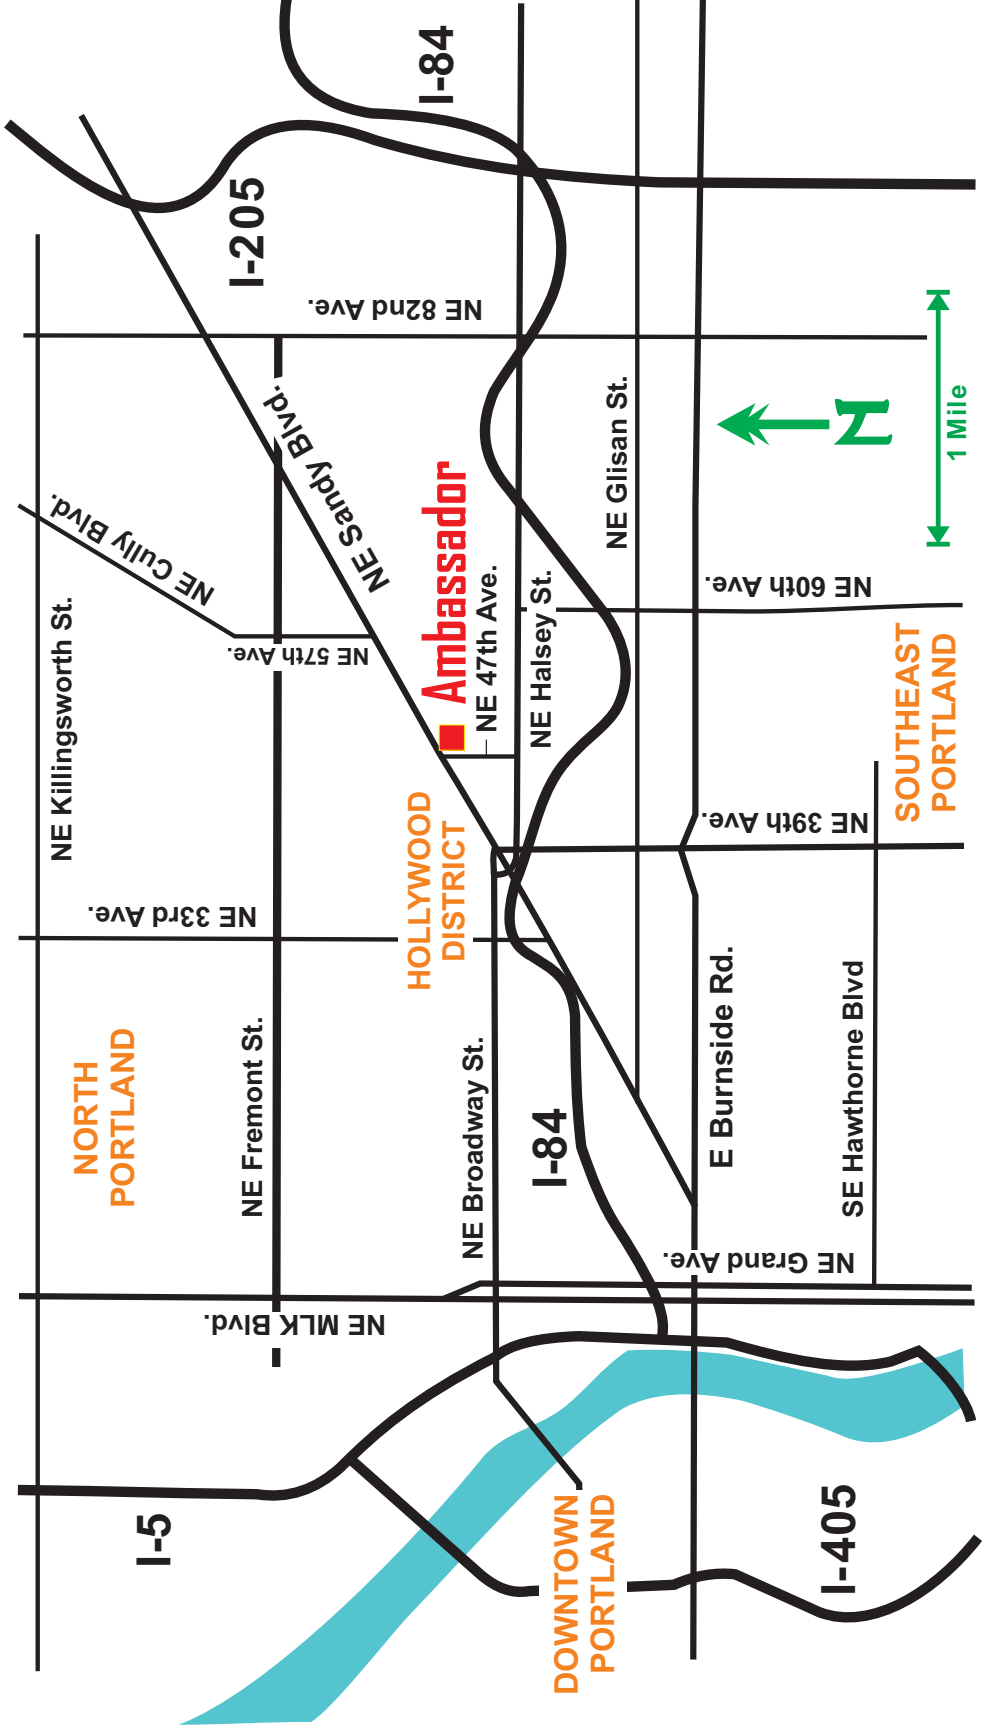 I-84
I-205
NE 82nd Ave.
NE Sandy Blvd.
NE Cully Blvd.
NE Killingsworth St.
NE 57th Ave.
Ambassador
NE 47th Ave.
NE Halsey St.
NE Glisan St.
N
1 Mile
NE 60th Ave.
SOUTHEAST
PORTLAND
HOLLYWOOD
DISTRICT
NE 39th Ave.
NE 33rd Ave.
NORTH
PORTLAND
NE Fremont St.
NE Broadway St.
I-84
E Burnside Rd.
SE Hawthorne Blvd
NE Grand Ave.
NE MLK Blvd.
I-5
DOWNTOWN
PORTLAND
I-405